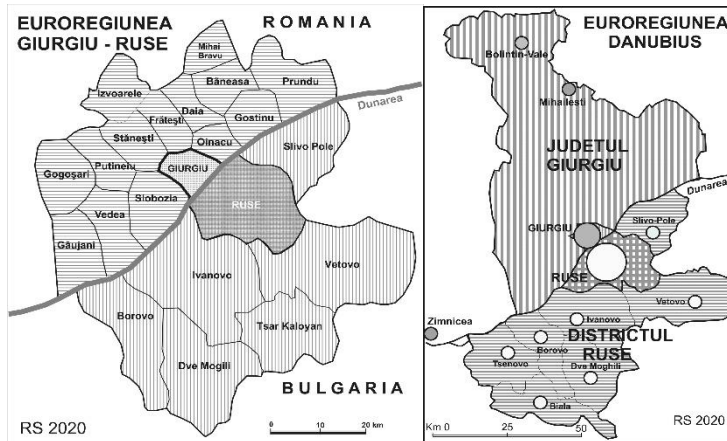 EUROREGIUNEA
GIURGIU - RUSE
ROMANIA
Mihai
Bravu
Băneasa
Prundu
Izvoarele
Daia
Frătești
Gostinu
Dunarea
Stănești
Oinacu
Slivo Pole
Gogoșari
Putineiu
GIURGIU
Slobozia
RUSE
Vedea
Găujani
Ivanovo
Vetovo
Borovo
Tsar Kaloyan
Dve Mogili
BULGARIA
RS 2020
0 10 20 km
EUROREGIUNEA
DANUBIUS
Bolintin-Vale
Mihailesti
JUDETUL
GIURGIU
Dunarea
GIURGIU
Slivo-Pole
RUSE
Vetovo
Zimnicea
Ivanovo
DISTRICTUL
RUSE
Borovo
Tsenovo
Dve Moghili
Biala
Km 0 25 50
RS 2020